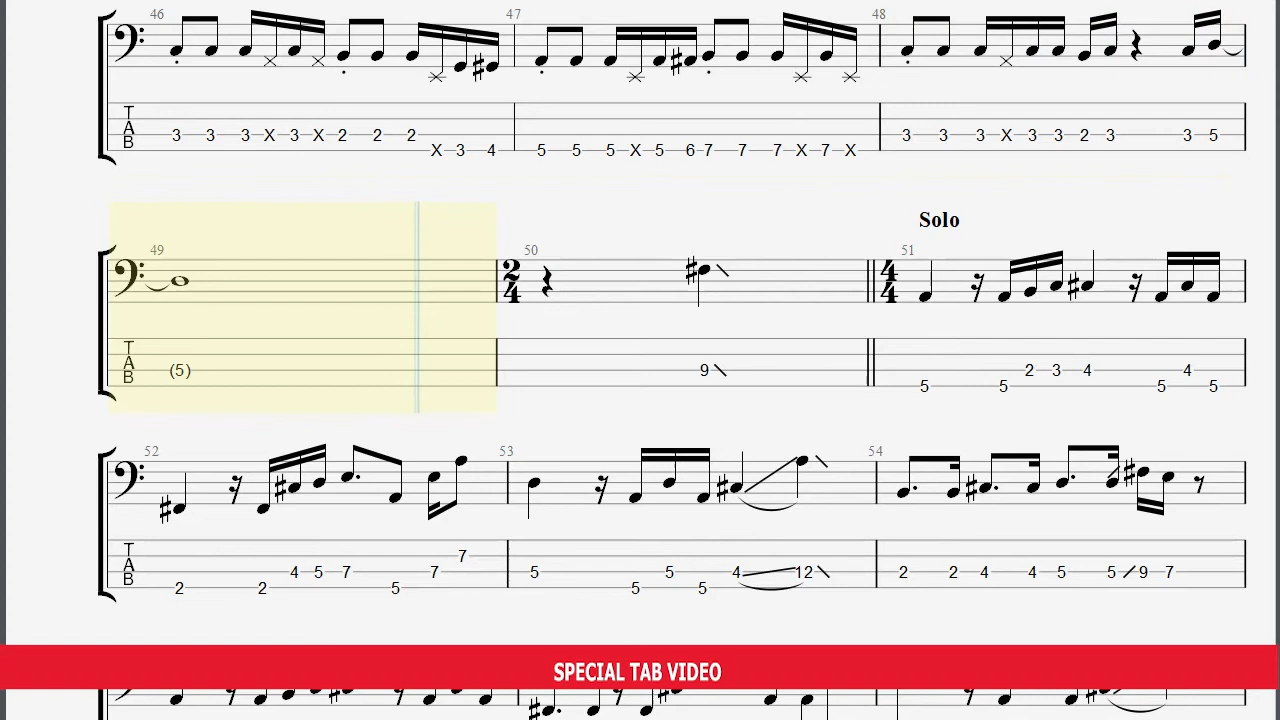 46 47 48
T
A
B
3 3 3 X 3 X 2 2 2 X 3 4 5 5 5 X 5 6 7 7 7 X 7 X 3 3 3 X 3 3 2 3 3 5
Solo
49 50 51
2
4
4
4
T
A
B
(5) 9 5 5 2 3 4 5 4 5
52 53 54
T
A
B
2 2 4 5 7 5 7 7 5 5 5 5 4 12 2 2 4 4 5 5 9 7
SPECIAL TAB VIDEO